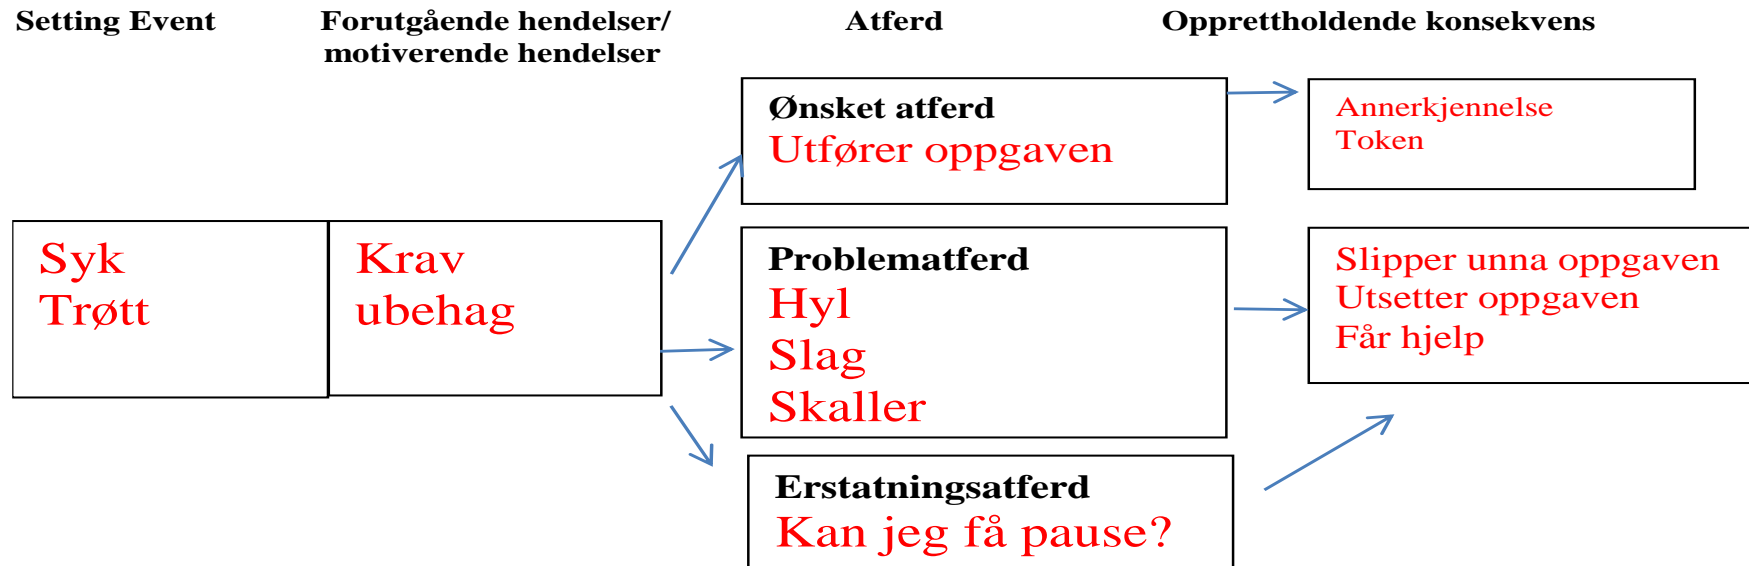 Setting Event
Forutgående hendelser/
motiverende hendelser
Atferd
Opprettholdende konsekvens
Syk
Trøtt
Krav
ubehag
Ønsket atferd
Utfører oppgaven
Annerkjennelse
Token
Problematferd
Hyl
Slag
Skaller
Slipper unna oppgaven
Utsetter oppgaven
Får hjelp
Erstatningsatferd
Kan jeg få pause?